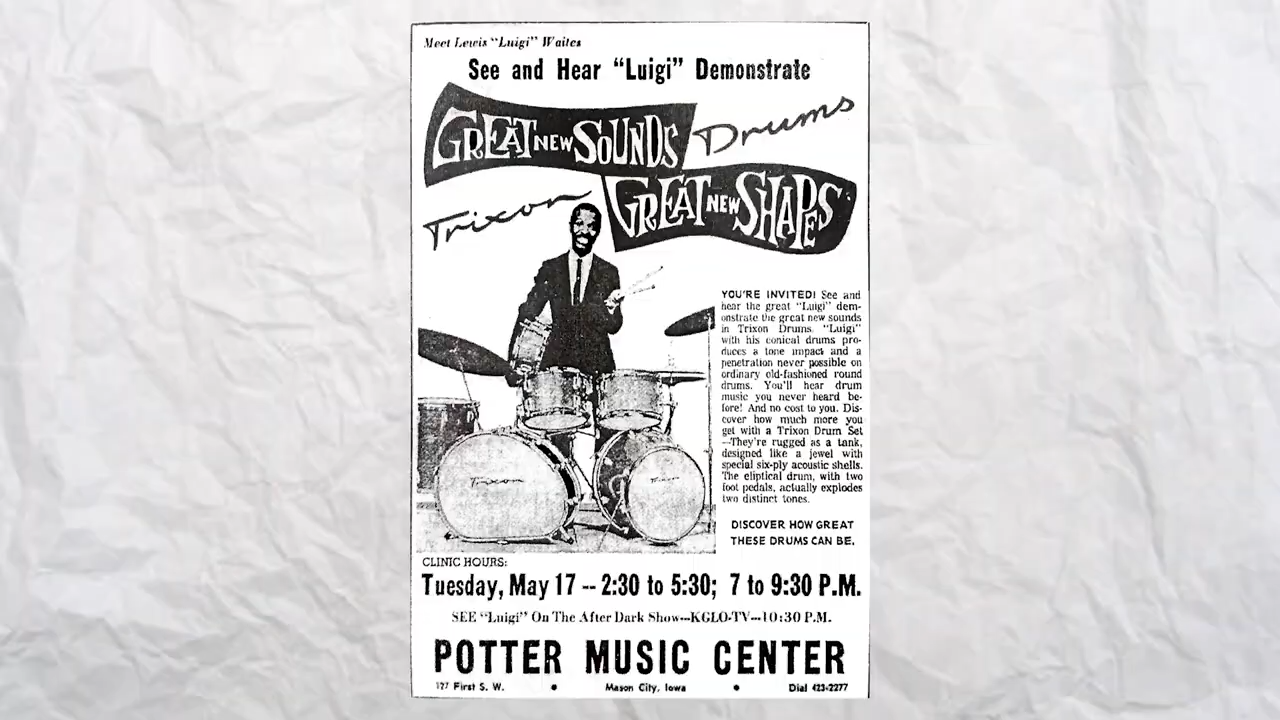 Meet Lewis "Luigi" Waites
See and Hear "Luigi" Demonstrate
GREAT NEW SOUNDS
Drums
GREAT NEW SHAPES
Trixon
YOU'RE INVITED! See and
hear the great "Luigi" dem-
onstrate the great new sounds
in Trixon Drums. "Luigi"
with his conical drums pro-
duces a tone impact and a
penetration never possible on
ordinary old-fashioned round
drums. You'll hear drum
music you never heard be-
fore! And no cost to you. Dis-
cover how much more you
get with a Trixon Drum Set
--They're rugged as a tank,
designed like a jewel with
special six-ply acoustic shells.
The eliptical drum, with two
foot pedals, actually explodes
two distinct tones.
Trixon
Trixon
DISCOVER HOW GREAT
THESE DRUMS CAN BE.
CLINIC HOURS:
Tuesday, May 17 -- 2:30 to 5:30; 7 to 9:30 P.M.
SEE "Luigi" On The After Dark Show---KGLO-TV---10:30 P.M.
POTTER MUSIC CENTER
127 First S. W. • Mason City, Iowa • Dial 423-2277